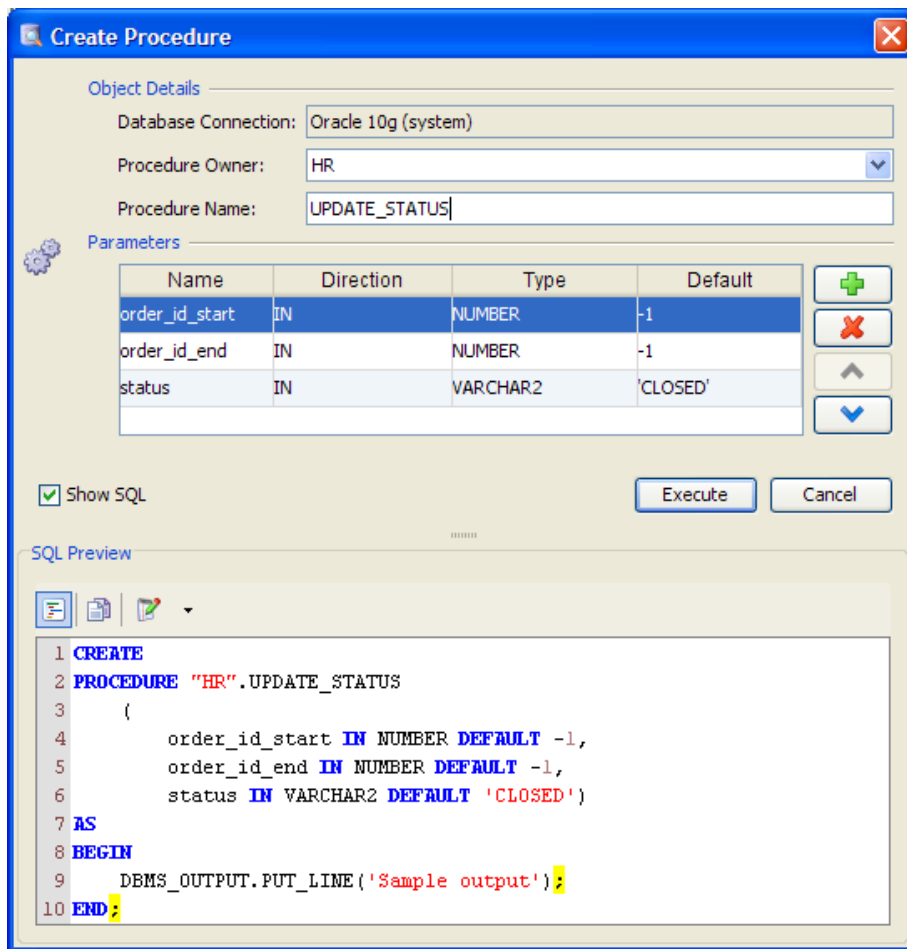 Create Procedure
Object Details
Database Connection: Oracle 10g (system)
Procedure Owner: HR
Procedure Name: UPDATE_STATUS
Parameters
Name Direction Type Default
order_id_start IN NUMBER -1
order_id_end IN NUMBER -1
status IN VARCHAR2 'CLOSED'
Show SQL Execute Cancel
SQL Preview
1 CREATE
2 PROCEDURE "HR".UPDATE_STATUS
3 (
4 order_id_start IN NUMBER DEFAULT -1,
5 order_id_end IN NUMBER DEFAULT -1,
6 status IN VARCHAR2 DEFAULT 'CLOSED')
7 AS
8 BEGIN
9 DBMS_OUTPUT.PUT_LINE('Sample output');
10 END;